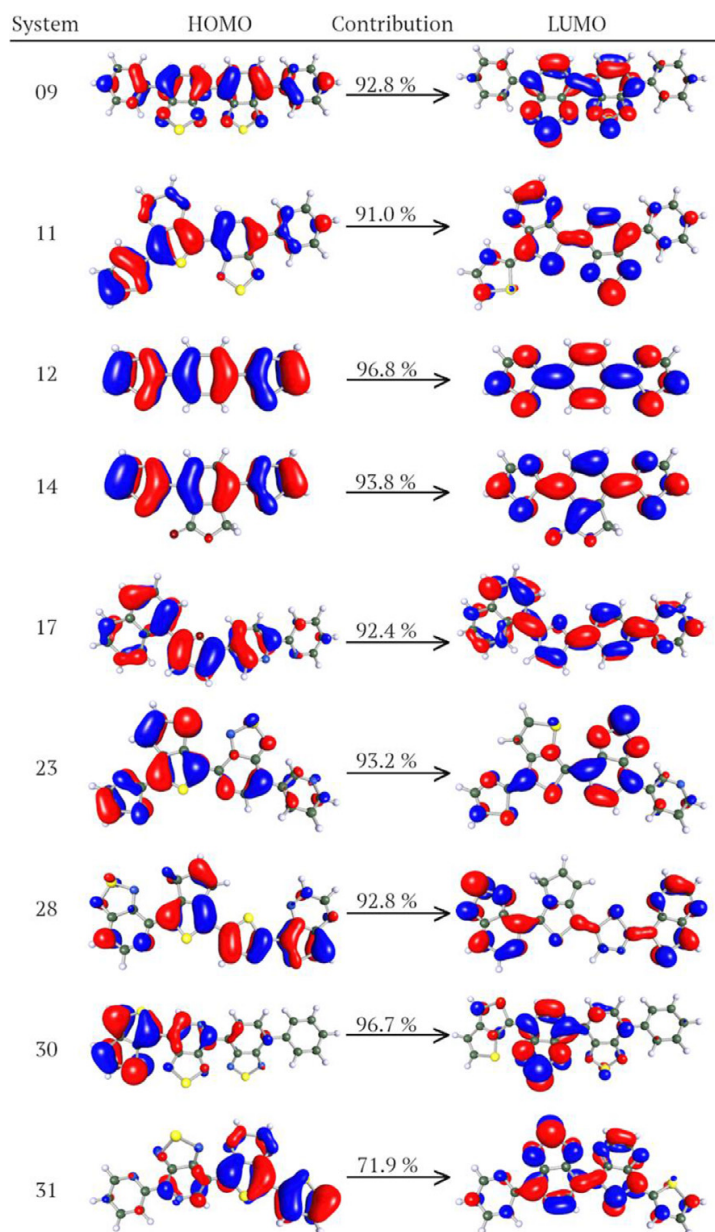 System HOMO Contribution LUMO
09 92.8 %
11 91.0 %
12 96.8 %
14 93.8 %
17 92.4 %
23 93.2 %
28 92.8 %
30 96.7 %
31 71.9 %